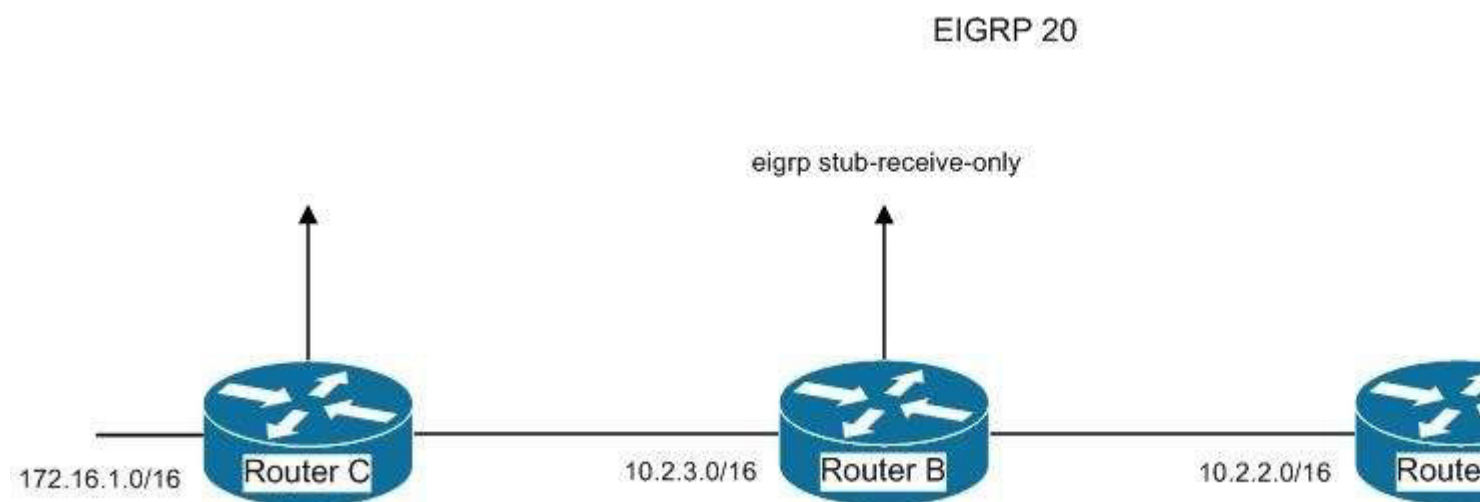 EIGRP 20
eigrp stub-receive-only
172.16.1.0/16
Router C
10.2.3.0/16
Router B
10.2.2.0/16
Route